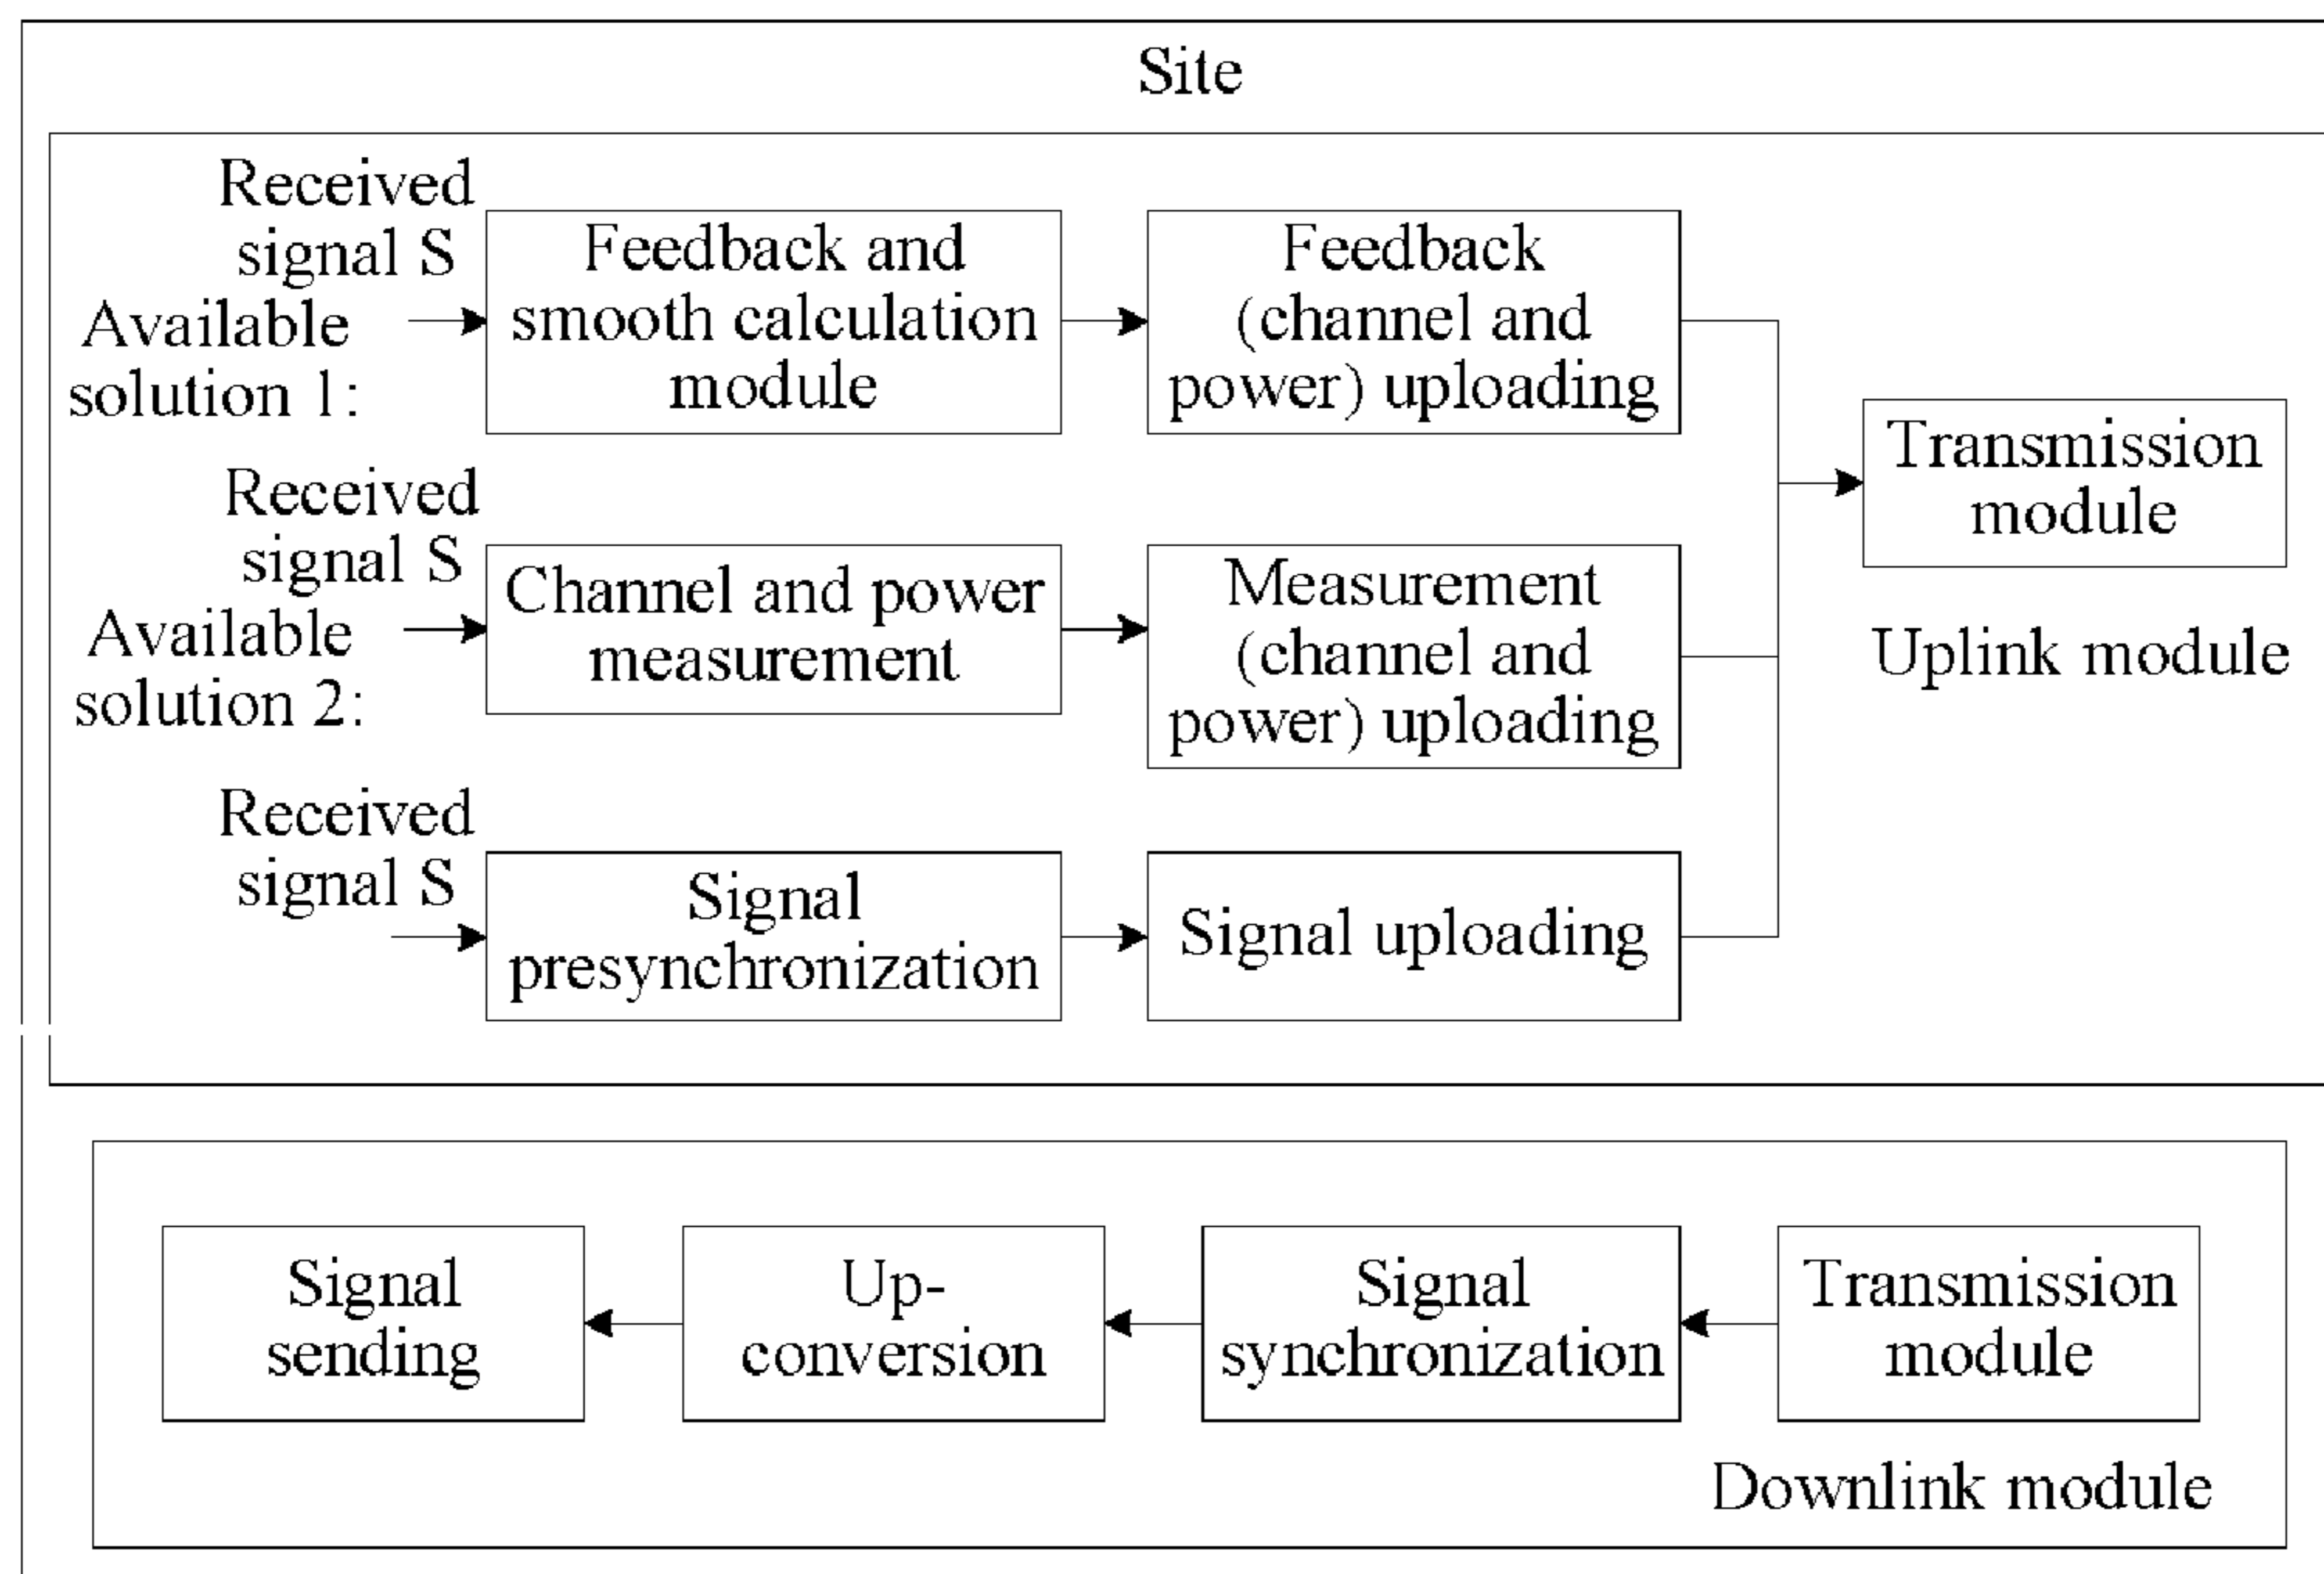 Site
Received
signal S
Available
solution 1:
Feedback and
smooth calculation
module
Feedback
(channel and
power) uploading
Transmission
module
Uplink module
Received
signal S
Available
solution 2:
Channel and power
measurement
Measurement
(channel and
power) uploading
Received
signal S
Signal
presynchronization
Signal uploading
Signal
sending
Up-
conversion
Signal
synchronization
Transmission
module
Downlink module